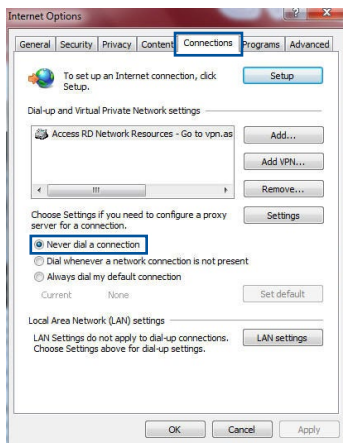 Internet Options
General Security Privacy Content Connections Programs Advanced
To set up an Internet connection, click
Setup.
Setup
Dial-up and Virtual Private Network settings
Access RD Network Resources - Go to vpn.as
Add...
Add VPN...
Remove...
Choose Settings if you need to configure a proxy
server for a connection.
Settings
Never dial a connection
Dial whenever a network connection is not present
Always dial my default connection
Current None
Set default
Local Area Network (LAN) settings
LAN Settings do not apply to dial-up connections.
Choose Settings above for dial-up settings.
LAN settings
OK Cancel Apply